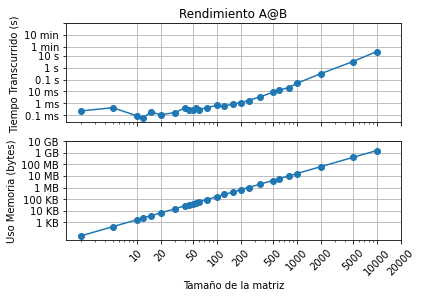 Rendimiento A@B
Tiempo Transcurrido (s)
10 min
1 min
10 s
1 s
0.1 s
10 ms
1 ms
0.1 ms
Uso Memoria (bytes)
10 GB
1 GB
100 MB
10 MB
1 MB
100 KB
10 KB
1 KB
10 20 50 100 200 500 1000 2000 5000 10000 20000
Tamaño de la matriz